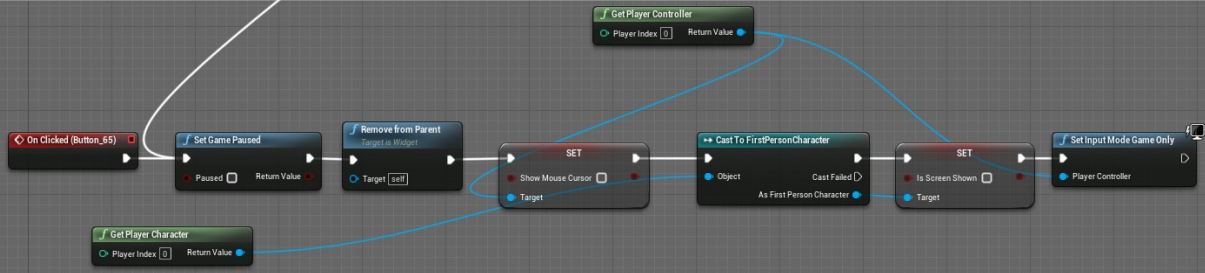 Get Player Controller
Player Index 0 Return Value
On Clicked (Button_65)
Set Game Paused
Paused Return Value
Remove from Parent
Target is Widget
Target self
SET
Show Mouse Cursor
Target
Cast To FirstPersonCharacter
Object Cast Failed
As First Person Character
SET
Is Screen Shown
Target
Set Input Mode Game Only
Player Controller
Get Player Character
Player Index 0 Return Value